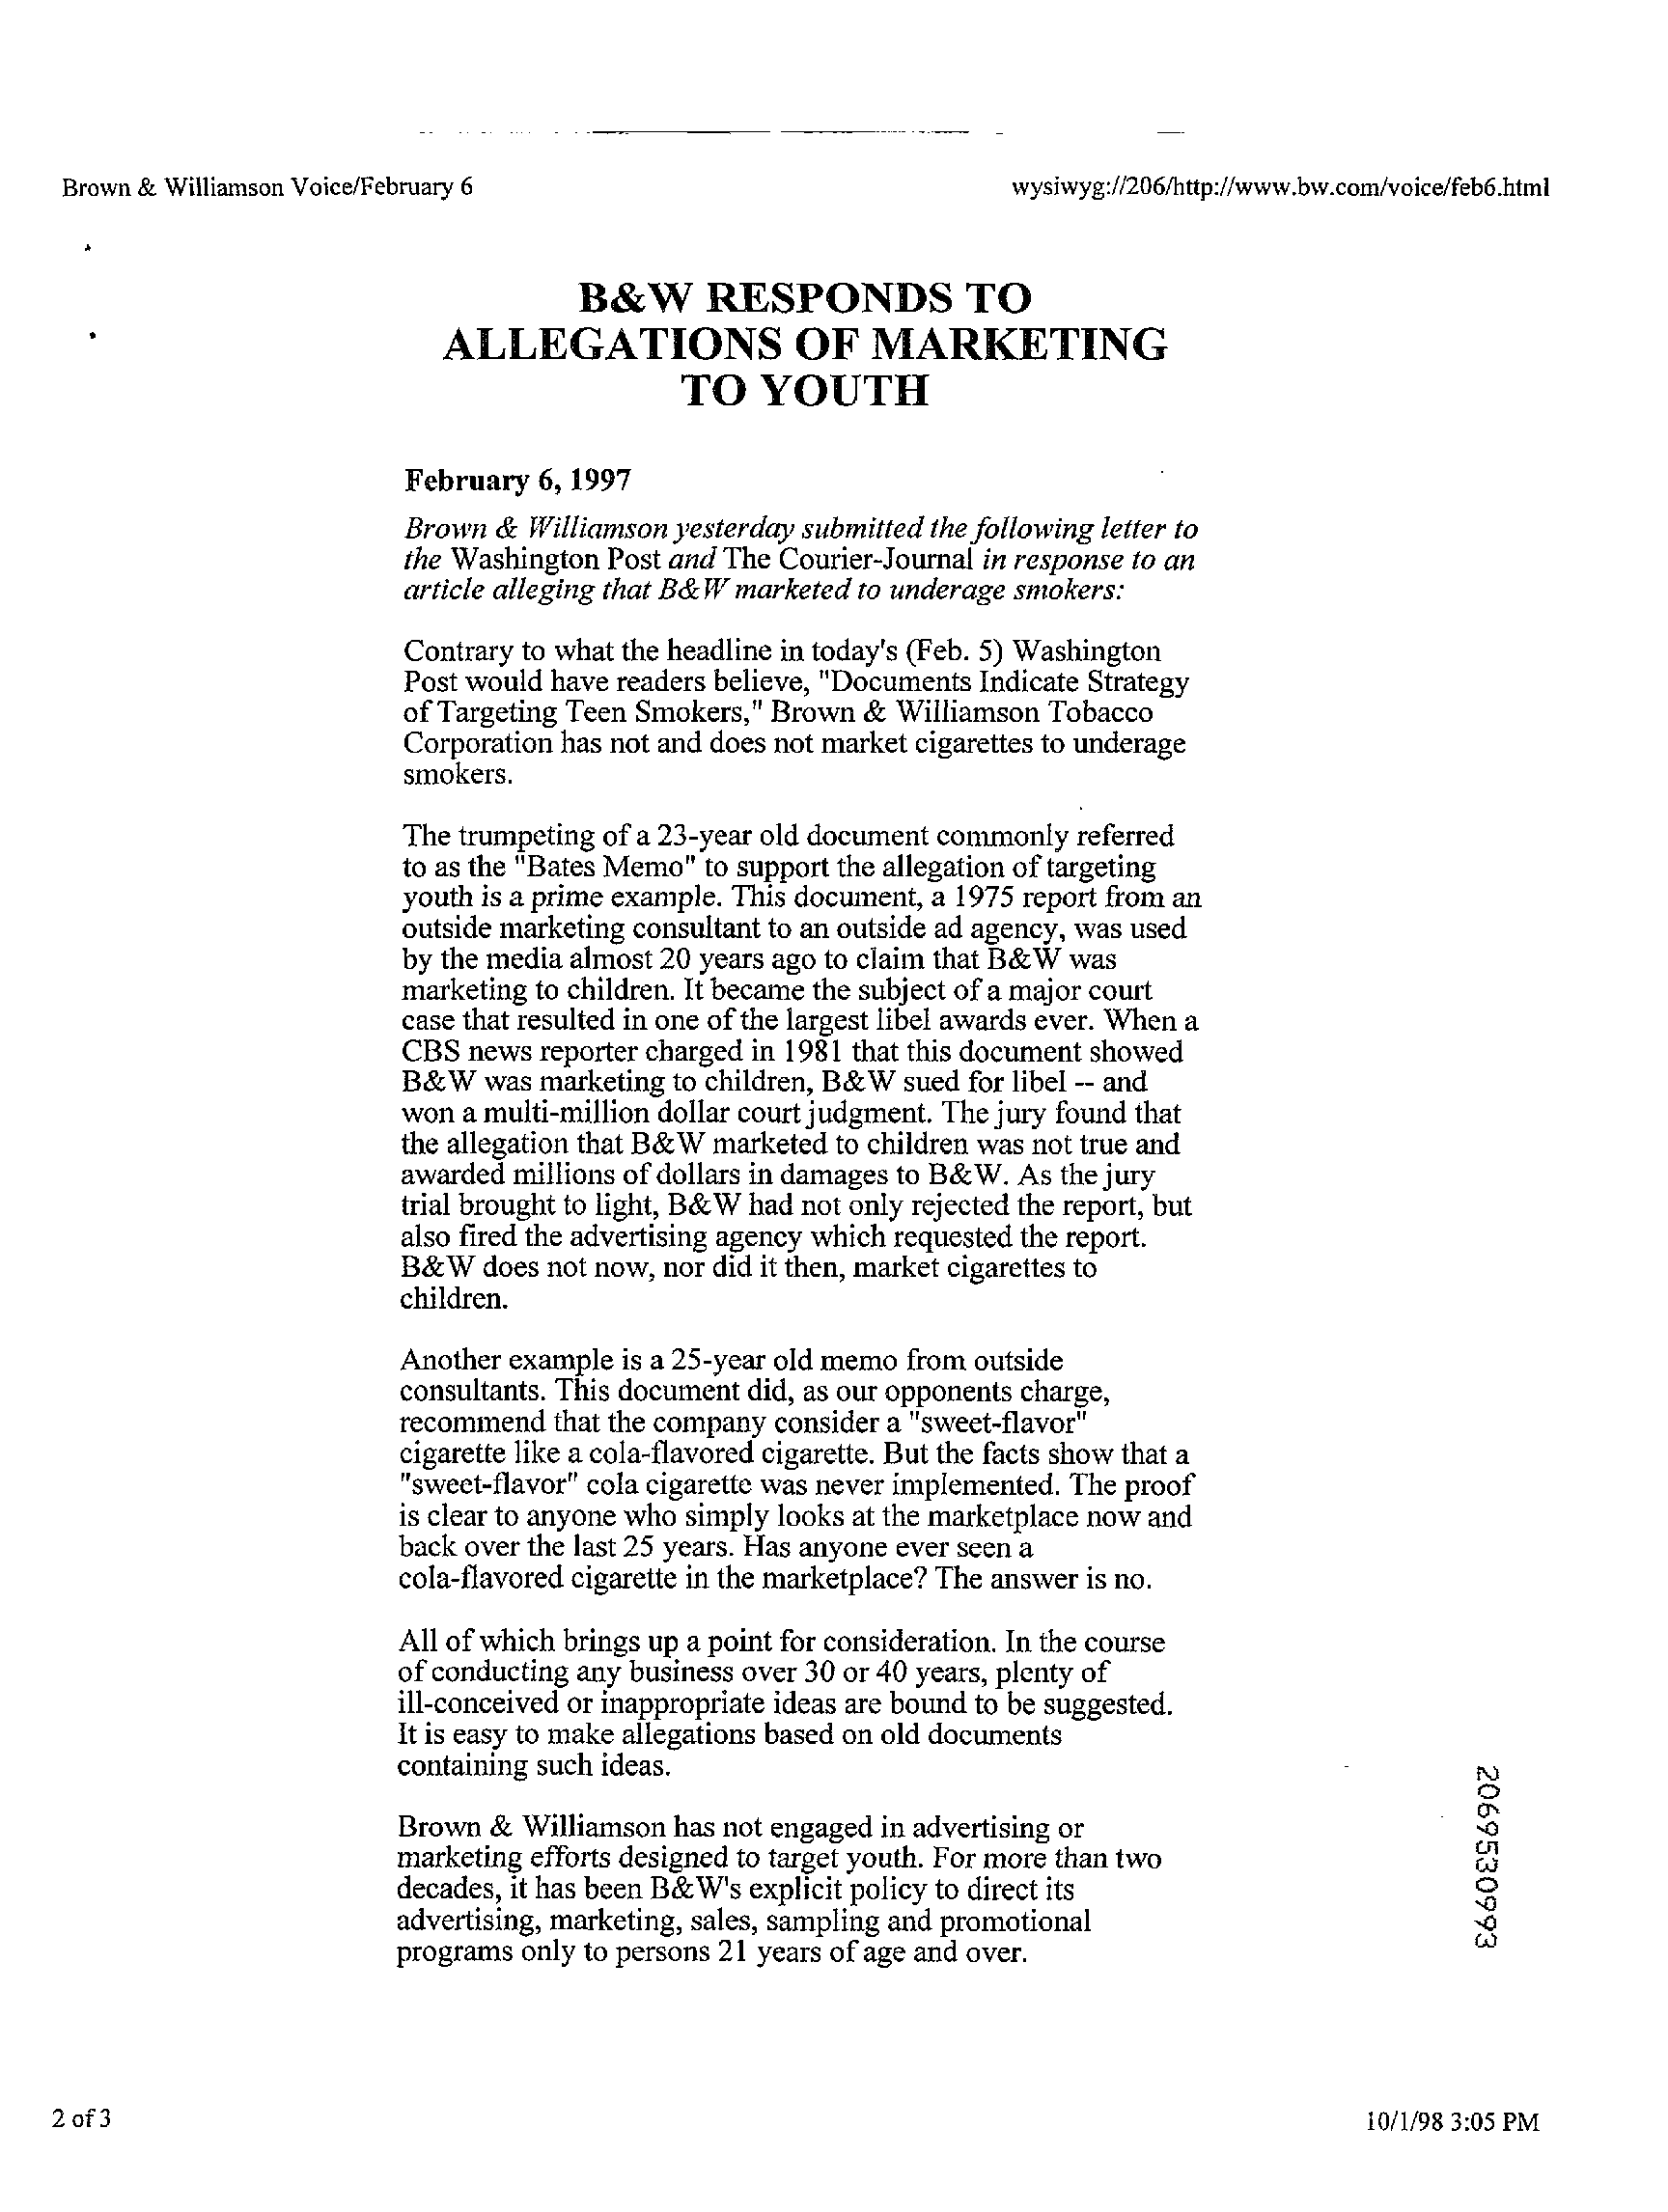 Brown & Williamson Voice/February 6
wysiwyg://206/http://www.bw.com/voice/feb6.html
B&W RESPONDS TO
ALLEGATIONS OF MARKETING
TO YOUTH
February 6, 1997
Brown & Williamson yesterday submitted the following letter to
the Washington Post and The Courier-Journal in response to an
article alleging that B&W marketed to underage smokers:
Contrary to what the headline in today's (Feb. 5) Washington
Post would have readers believe, "Documents Indicate Strategy
of Targeting Teen Smokers," Brown & Williamson Tobacco
Corporation has not and does not market cigarettes to underage
smokers.
The trumpeting of a 23-year old document commonly referred
to as the "Bates Memo" to support the allegation of targeting
youth is a prime example. This document, a 1975 report from an
outside marketing consultant to an outside ad agency, was used
by the media almost 20 years ago to claim that B&W was
marketing to children. It became the subject of a major court
case that resulted in one of the largest libel awards ever. When a
CBS news reporter charged in 1981 that this document showed
B&W was marketing to children, B&W sued for libel -- and
won a multi-million dollar court judgment. The jury found that
the allegation that B&W marketed to children was not true and
awarded millions of dollars in damages to B&W. As the jury
trial brought to light, B&W had not only rejected the report, but
also fired the advertising agency which requested the report.
B&W does not now, nor did it then, market cigarettes to
children.
Another example is a 25-year old memo from outside
consultants. This document did, as our opponents charge,
recommend that the company consider a "sweet-flavor"
cigarette like a cola-flavored cigarette. But the facts show that a
"sweet-flavor" cola cigarette was never implemented. The proof
is clear to anyone who simply looks at the marketplace now and
back over the last 25 years. Has anyone ever seen a
cola-flavored cigarette in the marketplace? The answer is no.
All of which brings up a point for consideration. In the course
of conducting any business over 30 or 40 years, plenty of
ill-conceived or inappropriate ideas are bound to be suggested.
It is easy to make allegations based on old documents
containing such ideas.
Brown & Williamson has not engaged in advertising or
marketing efforts designed to target youth. For more than two
decades, it has been B&W's explicit policy to direct its
advertising, marketing, sales, sampling and promotional
programs only to persons 21 years of age and over.
2069530993
2 of 3
10/1/98 3:05 PM